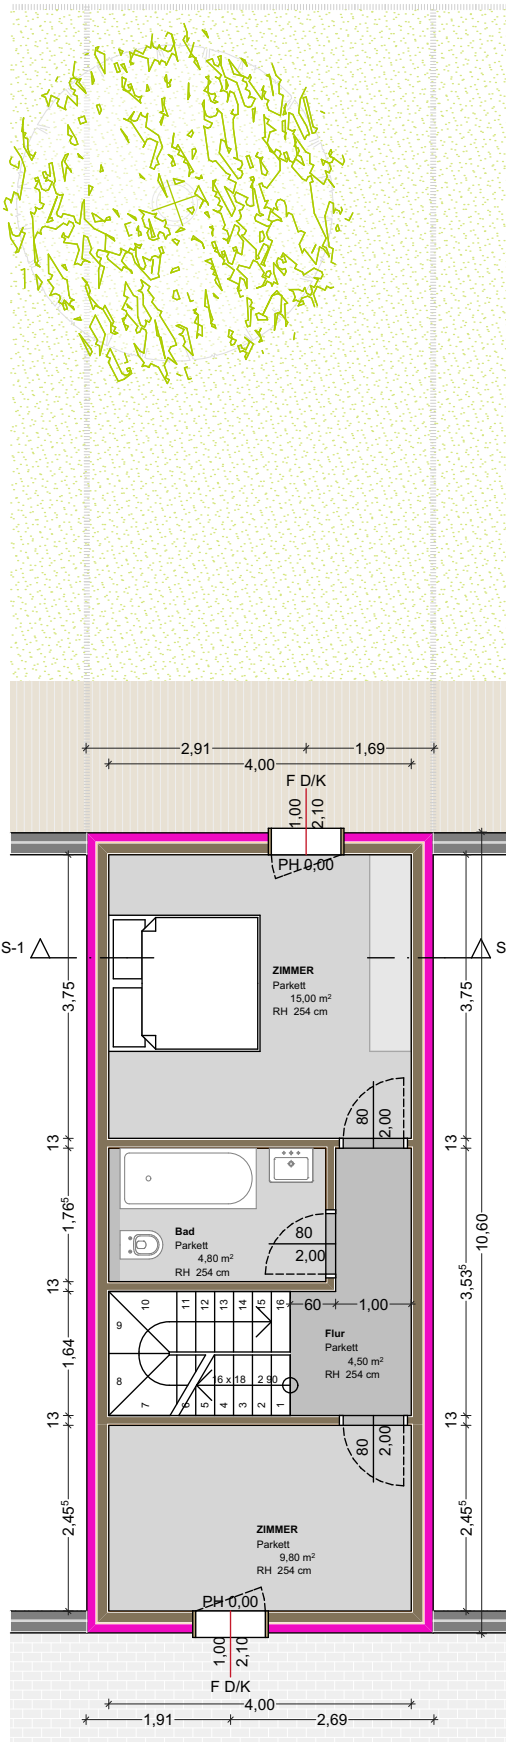 2,91
1,69
4,00
F D/K
1,00
2,10
PH 0,00
S-1
S
ZIMMER
Parkett
15,00 m²
RH 254 cm
3,75
3,75
80
2,00
13
13
10,60
1,76⁵
Bad
Parkett
4,80 m²
RH 254 cm
80
2,00
3,53⁵
13
60
1,00
10
11
12
13
14
15
16
9
1,64
8
7
6
5
4
3
2
1
16 x 18
2 90
Flur
Parkett
4,50 m²
RH 254 cm
13
13
80
2,00
2,45⁵
2,45⁵
ZIMMER
Parkett
9,80 m²
RH 254 cm
PH 0,00
1,00
2,10
F D/K
4,00
1,91
2,69